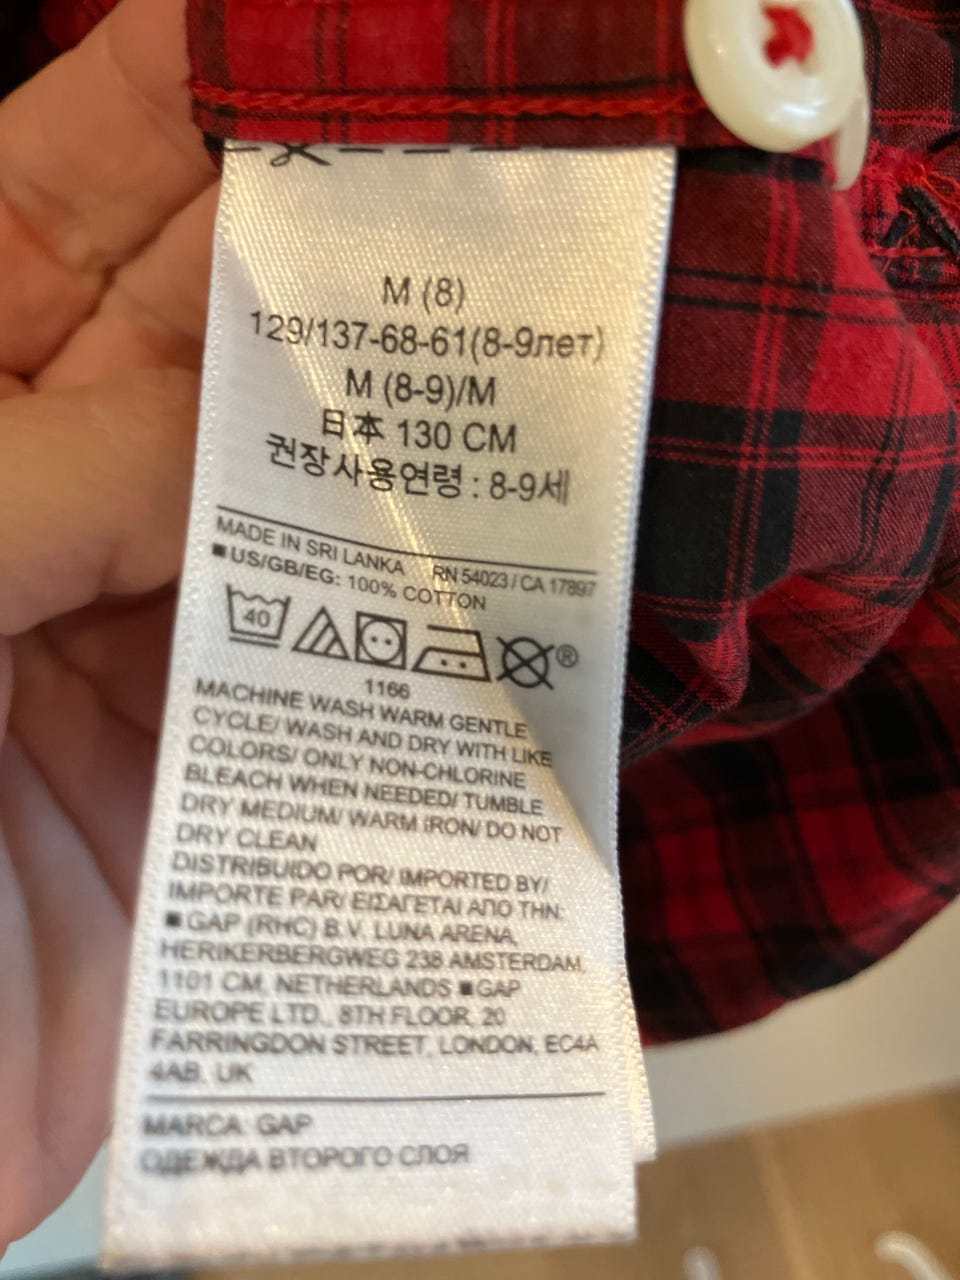 M (8)
129/137-68-61(8-9лет)
M (8-9)/M
日本 130 CM
권장사용연령 : 8-9세
MADE IN SRI LANKA RN 54023 / CA 17897
■US/GB/EG: 100% COTTON
40
®
1166
MACHINE WASH WARM GENTLE
CYCLE/ WASH AND DRY WITH LIKE
COLORS/ ONLY NON-CHLORINE
BLEACH WHEN NEEDED/ TUMBLE
DRY MEDIUM/ WARM IRON/ DO NOT
DRY CLEAN
DISTRIBUIDO POR/ IMPORTED BY/
IMPORTE PAR/ ΕΙΣΑΓΕΤΑΙ ΑΠΟ ΤΗΝ:
■GAP (RHC) B.V. LUNA ARENA,
HERIKERBERGWEG 238 AMSTERDAM,
1101 CM, NETHERLANDS ■GAP
EUROPE LTD., 8TH FLOOR, 20
FARRINGDON STREET, LONDON, EC4A
4AB, UK
MARCA: GAP
ОДЕЖДА ВТОРОГО СЛОЯ